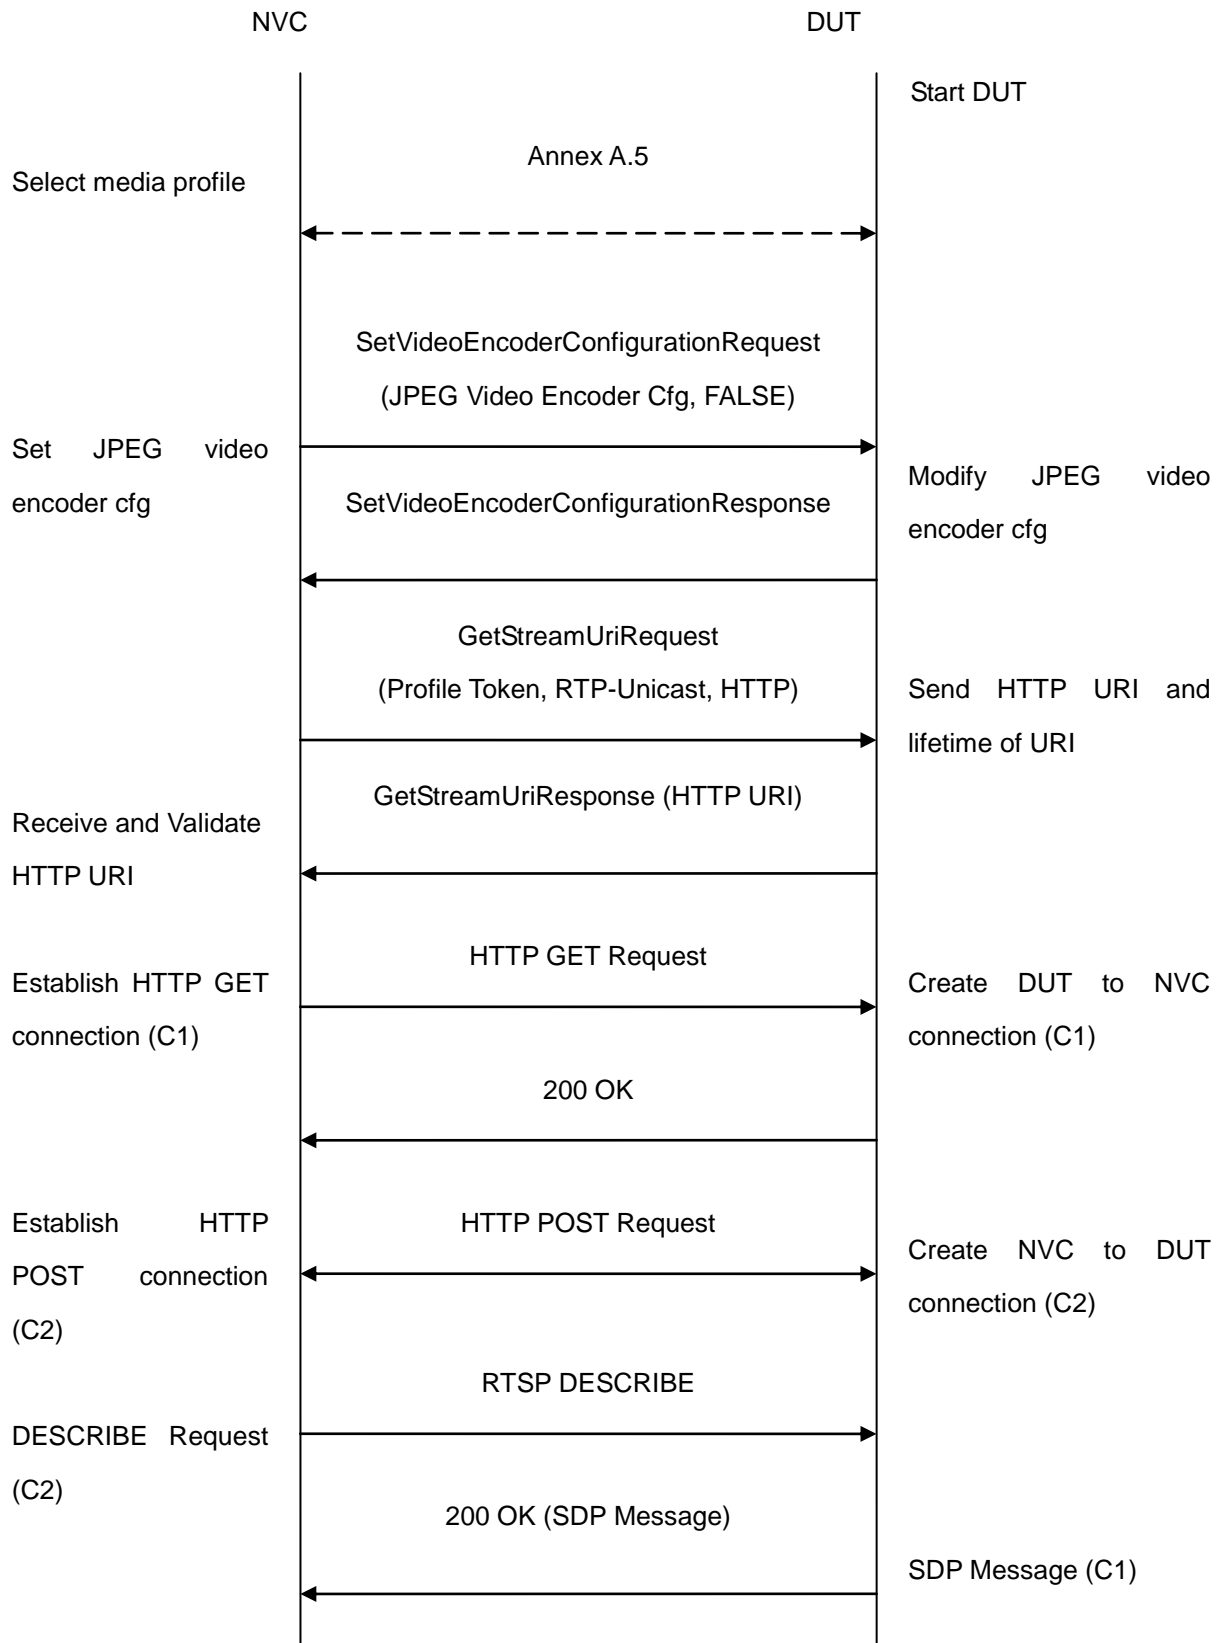 NVC DUT
Start DUT
Annex A.5
Select media profile
SetVideoEncoderConfigurationRequest
(JPEG Video Encoder Cfg, FALSE)
Set JPEG video
encoder cfg
Modify JPEG video
encoder cfg
SetVideoEncoderConfigurationResponse
GetStreamUriRequest
(Profile Token, RTP-Unicast, HTTP)
Send HTTP URI and
lifetime of URI
GetStreamUriResponse (HTTP URI)
Receive and Validate
HTTP URI
HTTP GET Request
Establish HTTP GET
connection (C1)
Create DUT to NVC
connection (C1)
200 OK
Establish HTTP
POST connection
(C2)
HTTP POST Request
Create NVC to DUT
connection (C2)
RTSP DESCRIBE
DESCRIBE Request
(C2)
200 OK (SDP Message)
SDP Message (C1)